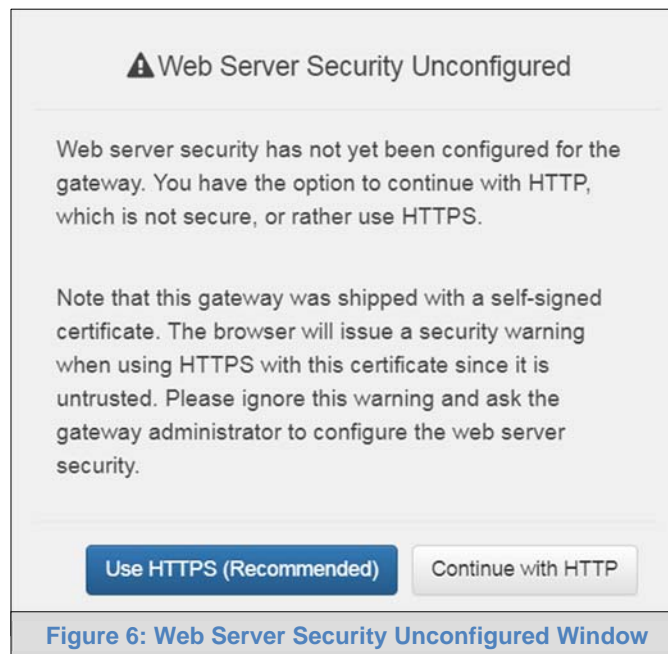 Web Server Security Unconfigured
Web server security has not yet been configured for the
gateway. You have the option to continue with HTTP,
which is not secure, or rather use HTTPS.
Note that this gateway was shipped with a self-signed
certificate. The browser will issue a security warning
when using HTTPS with this certificate since it is
untrusted. Please ignore this warning and ask the
gateway administrator to configure the web server
security.
Use HTTPS (Recommended)
Continue with HTTP
Figure 6: Web Server Security Unconfigured Window